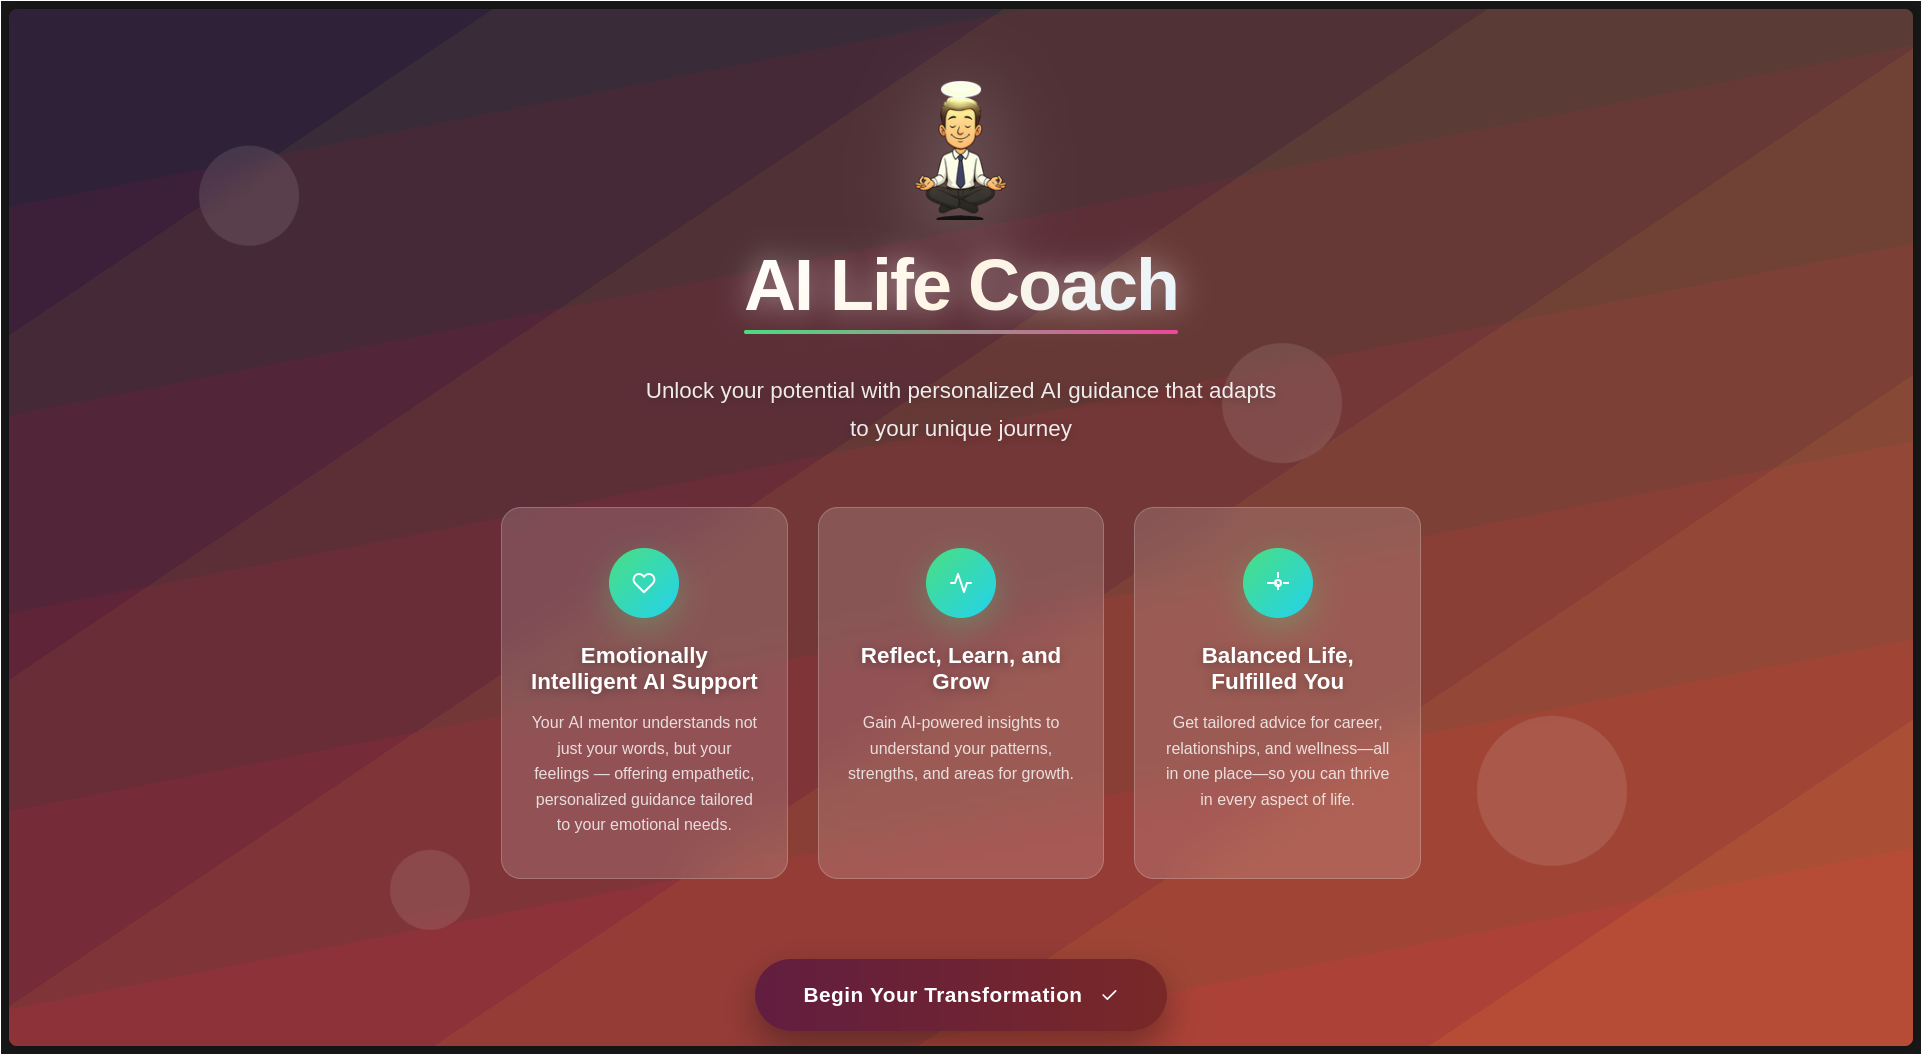 AI Life Coach
Unlock your potential with personalized AI guidance that adapts
to your unique journey
Emotionally
Intelligent AI Support
Your AI mentor understands not
just your words, but your
feelings — offering empathetic,
personalized guidance tailored
to your emotional needs.
Reflect, Learn, and
Grow
Gain AI-powered insights to
understand your patterns,
strengths, and areas for growth.
Balanced Life,
Fulfilled You
Get tailored advice for career,
relationships, and wellness—all
in one place—so you can thrive
in every aspect of life.
Begin Your Transformation